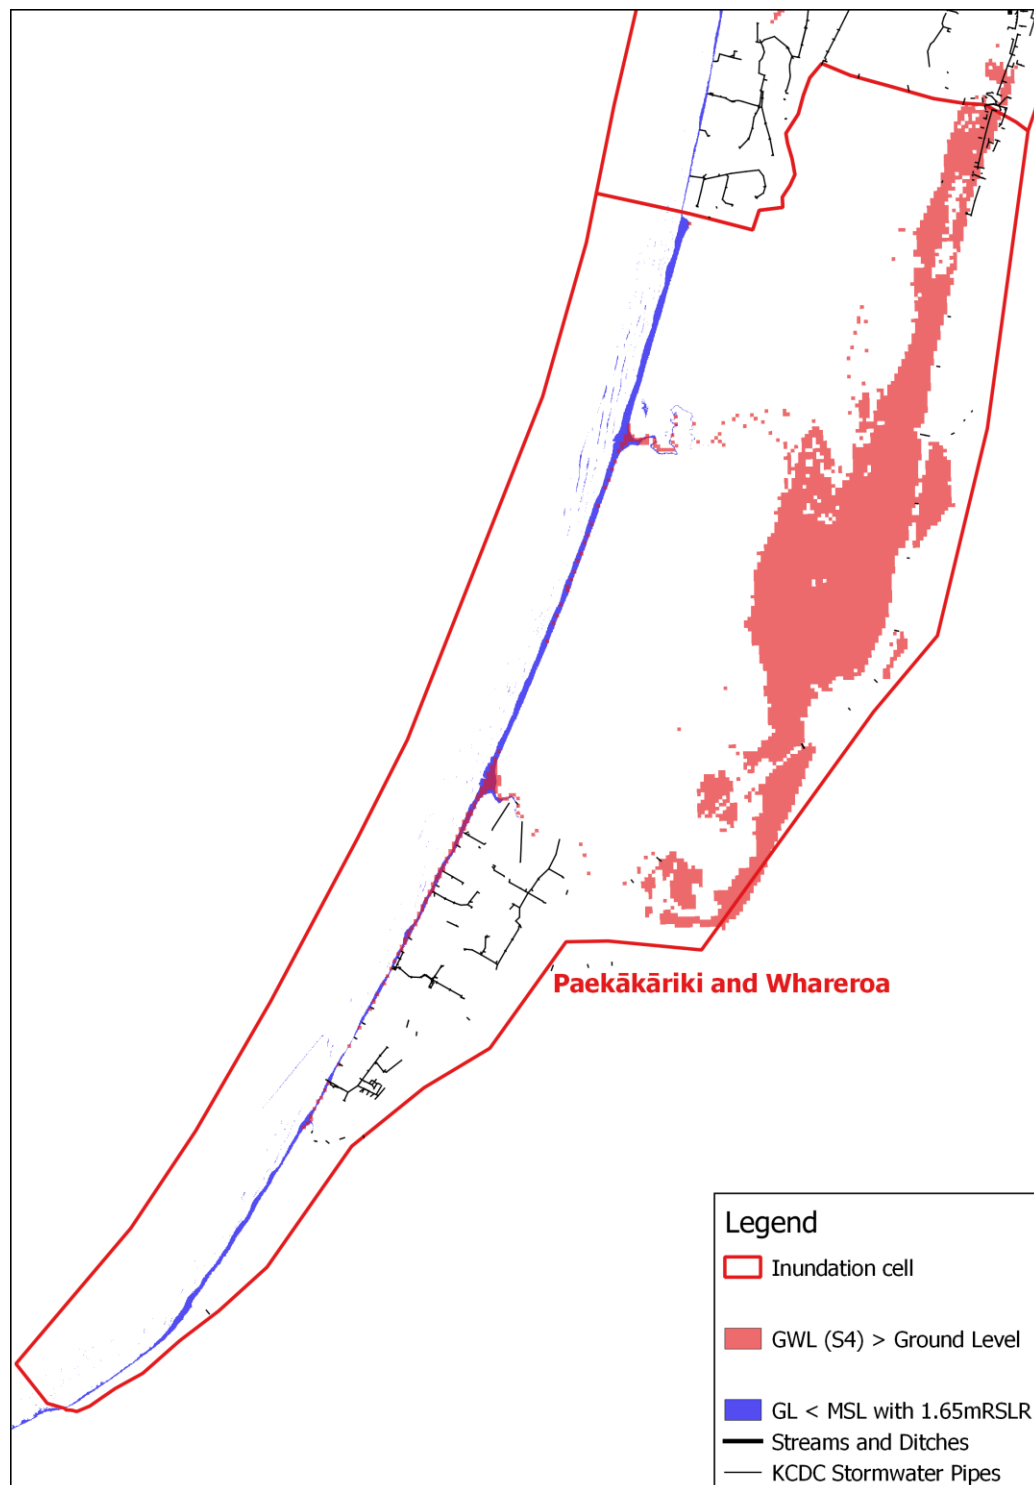 Paekākāriki and Whareroa
Legend
Inundation cell
GWL (S4) > Ground Level
GL < MSL with 1.65mRSLR
Streams and Ditches
KCDC Stormwater Pipes